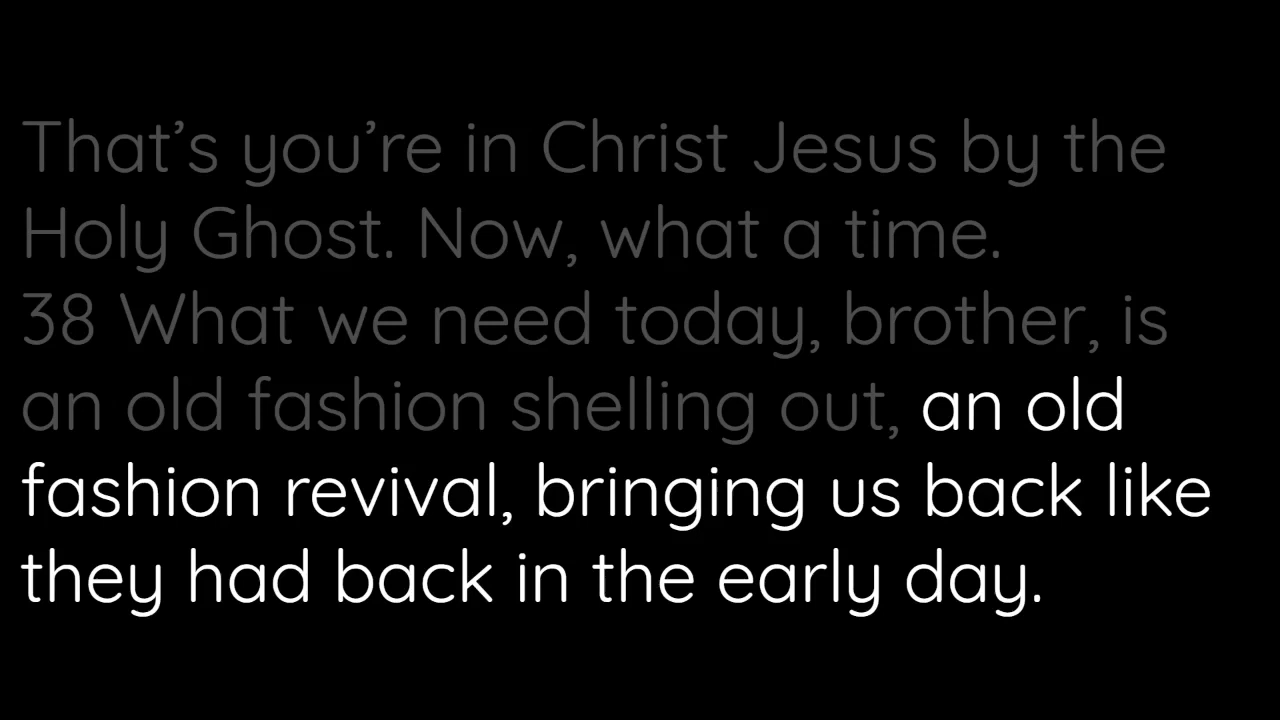 That’s you’re in Christ Jesus by the
Holy Ghost. Now, what a time.
38 What we need today, brother, is
an old fashion shelling out, an old
fashion revival, bringing us back like
they had back in the early day.